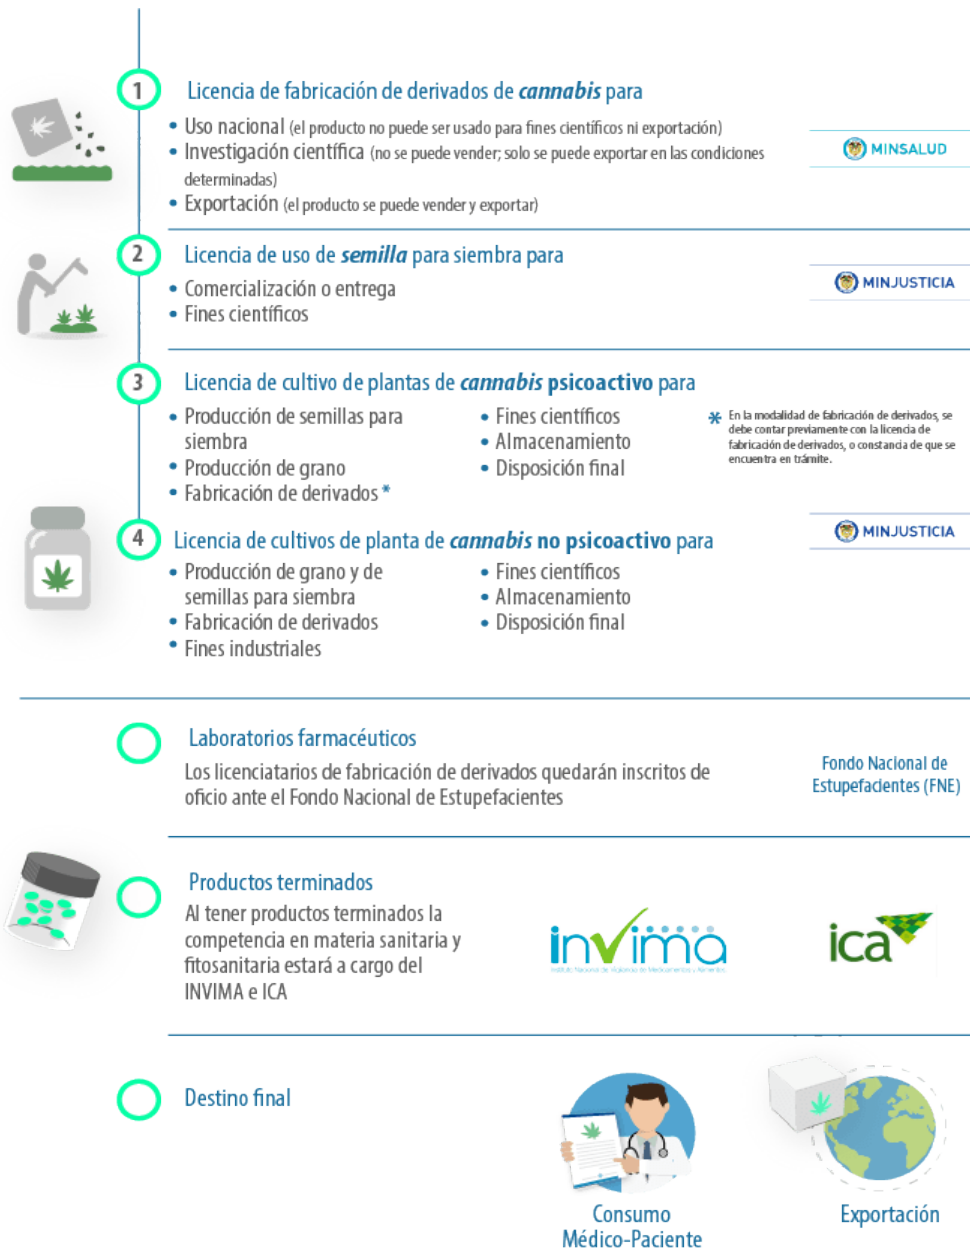 1
Licencia de fabricación de derivados de cannabis para
• Uso nacional (el producto no puede ser usado para fines científicos ni exportación)
• Investigación científica (no se puede vender; solo se puede exportar en las condiciones
determinadas)
• Exportación (el producto se puede vender y exportar)
MINSALUD
2
Licencia de uso de semilla para siembra para
• Comercialización o entrega
• Fines científicos
MINJUSTICIA
3
Licencia de cultivo de plantas de cannabis psicoactivo para
• Producción de semillas para
siembra
• Producción de grano
• Fabricación de derivados *
• Fines científicos
• Almacenamiento
• Disposición final
* En la modalidad de fabricación de derivados, se
debe contar previamente con la licencia de
fabricación de derivados, o constancia de que se
encuentra en trámite.
4
Licencia de cultivos de planta de cannabis no psicoactivo para
• Producción de grano y de
semillas para siembra
• Fabricación de derivados
• Fines industriales
• Fines científicos
• Almacenamiento
• Disposición final
MINJUSTICIA
Laboratorios farmacéuticos
Los licenciatarios de fabricación de derivados quedarán inscritos de
oficio ante el Fondo Nacional de Estupefacientes
Fondo Nacional de
Estupefacientes (FNE)
Productos terminados
Al tener productos terminados la
competencia en materia sanitaria y
fitosanitaria estará a cargo del
INVIMA e ICA
invima
Instituto Nacional de Vigilancia de Medicamentos y Alimentos
ica
Destino final
Consumo
Médico-Paciente
Exportación